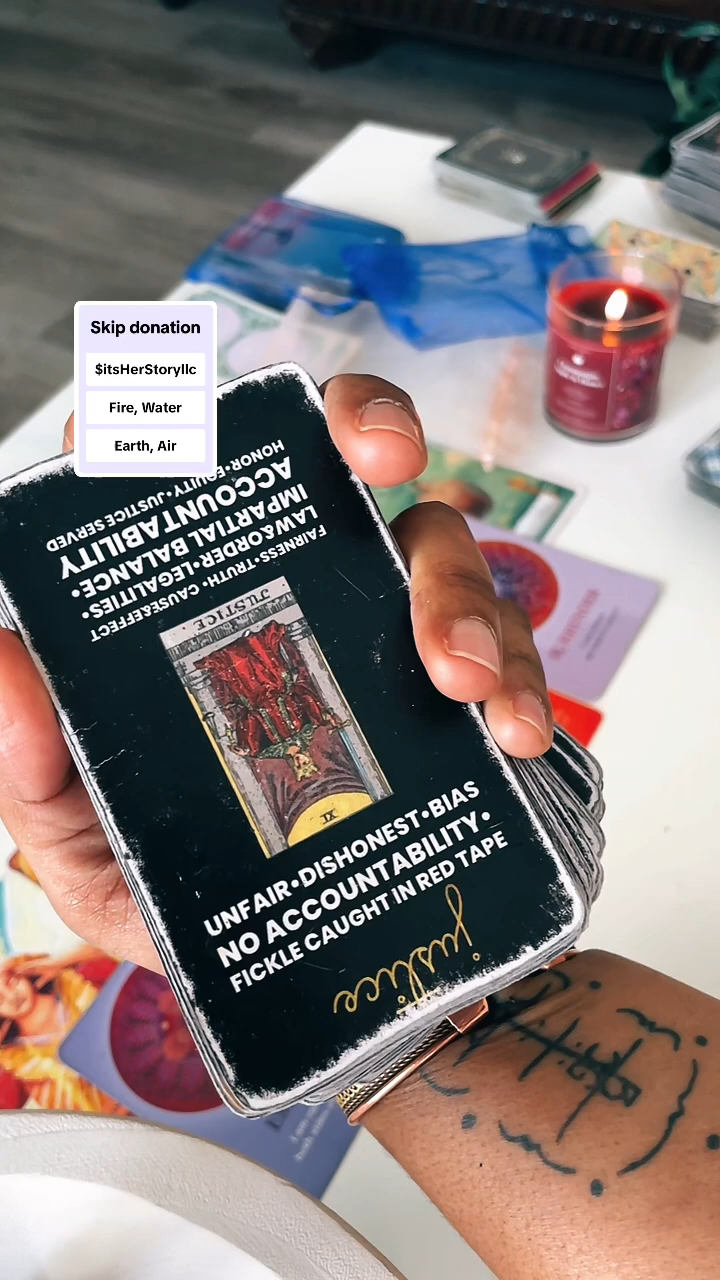 Skip donation
$itsHerStoryllc
Fire, Water
Earth, Air
HONOR•EQUITY•JUSTICE SERVED
ACCOUNTABILITY
IMPARTIAL BALANCE•
LAW&ORDER•LEGALITIES•
FAIRNESS•TRUTH•CAUSE&EFFECT
JUSTICE
XI
UNFAIR•DISHONEST•BIAS
NO ACCOUNTABILITY•
FICKLE CAUGHT IN RED TAPE
justice